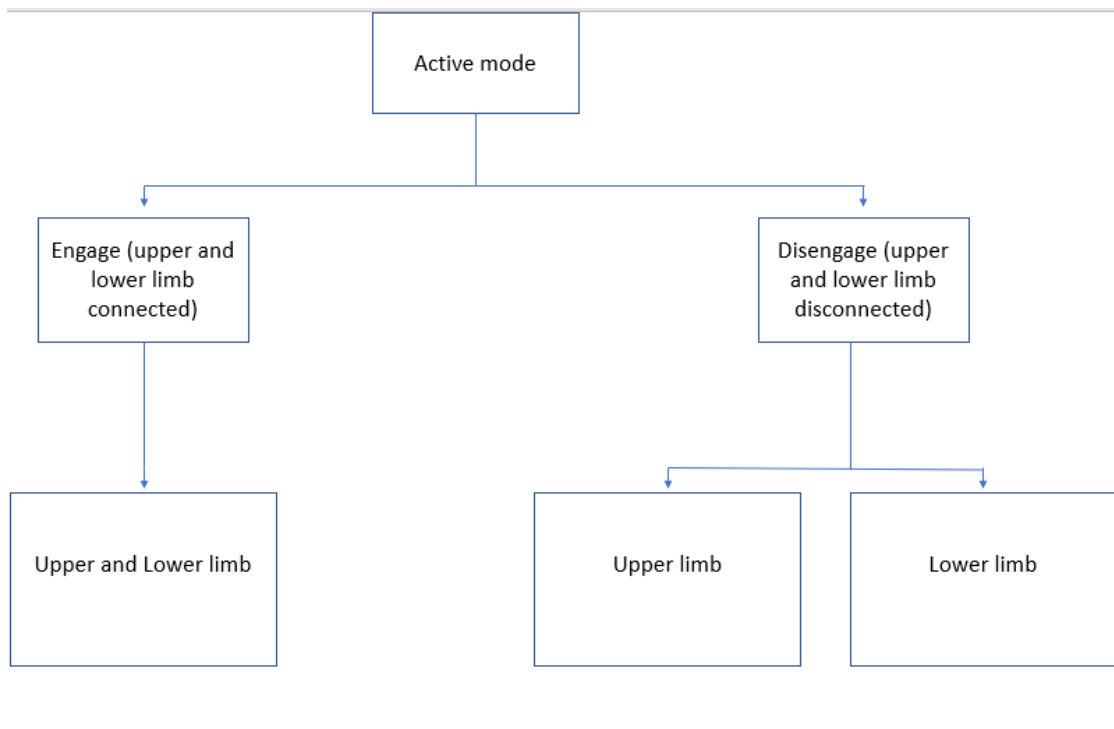 Active mode
Engage (upper and
lower limb
connected)
Disengage (upper
and lower limb
disconnected)
Upper and Lower limb
Upper limb
Lower limb